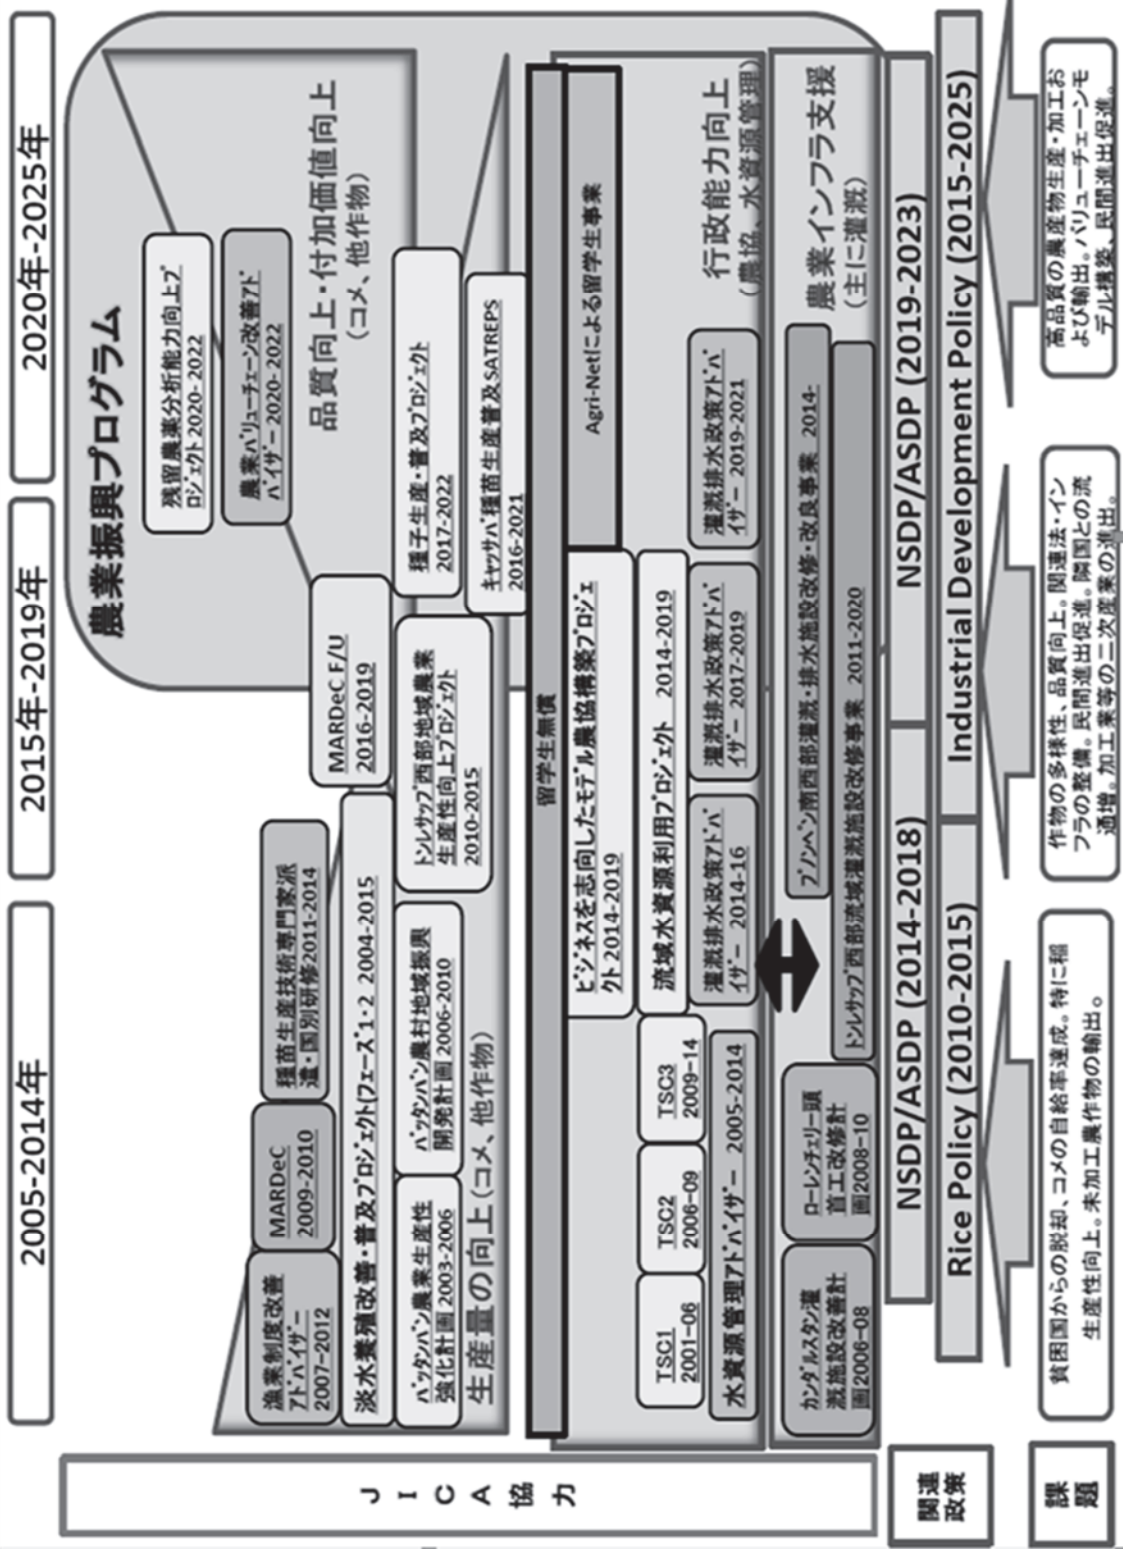 2005-2014年
2015年-2019年
2020年-2025年
農業振興プログラム
残留農薬分析能力向上プ
ロジェクト 2020- 2022
農業バリューチェーン改善アド
バイザー 2020- 2022
品質向上・付加価値向上
（コメ、他作物）
漁業制度改善
アドバイザー
2007-2012
MARDeC
2009-2010
種苗生産技術専門家派
遣・国別研修2011-2014
MARDeC F/U
2016-2019
淡水養殖改善・普及プロジェクト(フェーズ1・2 2004-2015
バッタンバン農業生産性
強化計画 2003-2006
バッタンバン農村地域振興
開発計画 2006-2010
トンレサップ西部地域農業
生産性向上プロジェクト
2010-2015
種子生産・普及プロジェクト
2017-2022
キャッサバ種苗生産普及SATREPS
2016-2021
生産量の向上（コメ、他作物）
留学生無償
Agri-Netによる留学生事業
ビジネスを志向したモデル農協構築プロジェ
クト 2014-2019
流域水資源利用プロジェクト 2014-2019
TSC1
2001-06
TSC2
2006-09
TSC3
2009-14
水資源管理アドバイザー 2005-2014
灌漑排水政策アドバ
イザー 2014-16
灌漑排水政策アドバ
イザー 2017-2019
灌漑排水政策アドバ
イザー 2019-2021
行政能力向上
（農協、水資源管理）
カンダルスタン灌
漑施設改善計
画2006-08
ローレンチェリー頭
首工改修計
画2008-10
プノンペン南西部灌漑・排水施設改修・改良事業 2014-
トンレサップ西部流域灌漑施設改修事業 2011-2020
農業インフラ支援
（主に灌漑）
JICA協力
関連
政策
NSDP/ASDP (2014-2018)
NSDP/ASDP (2019-2023)
Rice Policy (2010-2015)
Industrial Development Policy (2015-2025)
課
題
貧困国からの脱却、コメの自給率達成。特に稲
生産性向上。未加工農作物の輸出。
作物の多様性、品質向上。関連法・イン
フラの整備。民間進出促進。隣国との流
通増。加工業等の二次産業の進出。
高品質の農産物生産・加工お
よび輸出。バリューチェーンモ
デル構築、民間進出促進。